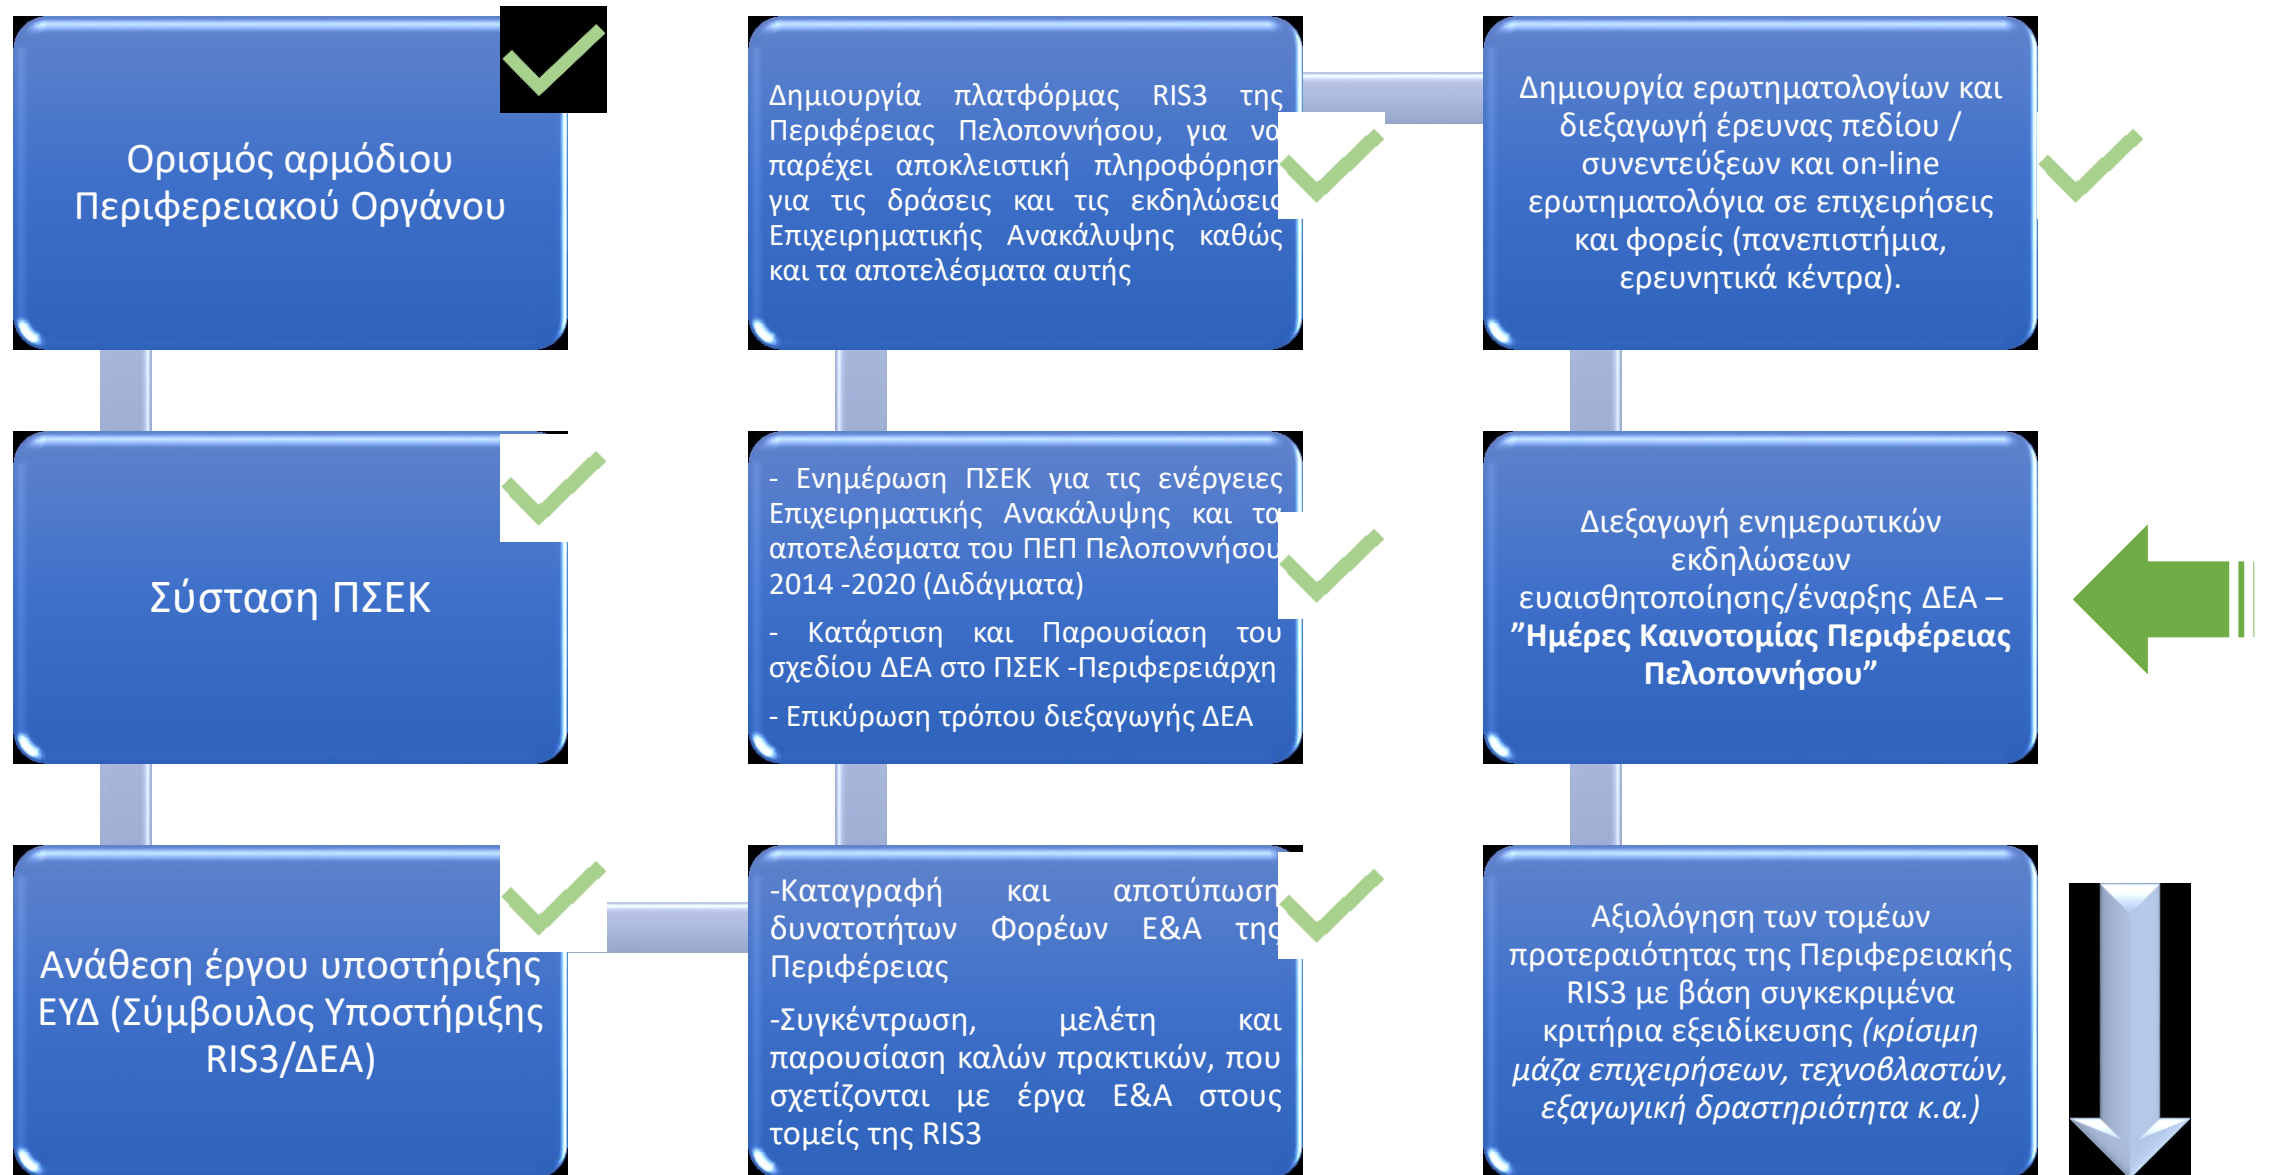 Ορισμός αρμόδιου
Περιφερειακού Οργάνου
Σύσταση ΠΣΕΚ
Ανάθεση έργου υποστήριξης
ΕΥΔ (Σύμβουλος Υποστήριξης
RIS3/ΔΕΑ)
-Καταγραφή και αποτύπωση
δυνατοτήτων Φορέων Ε&Α της
Περιφέρειας
-Συγκέντρωση, μελέτη και
παρουσίαση καλών πρακτικών, που
σχετίζονται με έργα Ε&Α στους
τομείς της RIS3
- Ενημέρωση ΠΣΕΚ για τις ενέργειες
Επιχειρηματικής Ανακάλυψης και τα
αποτελέσματα του ΠΕΠ Πελοποννήσου
2014 -2020 (Διδάγματα)
- Κατάρτιση και Παρουσίαση του
σχεδίου ΔΕΑ στο ΠΣΕΚ -Περιφερειάρχη
- Επικύρωση τρόπου διεξαγωγής ΔΕΑ
Δημιουργία πλατφόρμας RIS3 της
Περιφέρειας Πελοποννήσου, για να
παρέχει αποκλειστική πληροφόρηση
για τις δράσεις και τις εκδηλώσεις
Επιχειρηματικής Ανακάλυψης καθώς
και τα αποτελέσματα αυτής
Δημιουργία ερωτηματολογίων και
διεξαγωγή έρευνας πεδίου /
συνεντεύξεων και on-line
ερωτηματολόγια σε επιχειρήσεις
και φορείς (πανεπιστήμια,
ερευνητικά κέντρα).
Διεξαγωγή ενημερωτικών
εκδηλώσεων
ευαισθητοποίησης/έναρξης ΔΕΑ –
”Ημέρες Καινοτομίας Περιφέρειας
Πελοποννήσου”
Αξιολόγηση των τομέων
προτεραιότητας της Περιφερειακής
RIS3 με βάση συγκεκριμένα
κριτήρια εξειδίκευσης (κρίσιμη
μάζα επιχειρήσεων, τεχνοβλαστών,
εξαγωγική δραστηριότητα κ.α.)